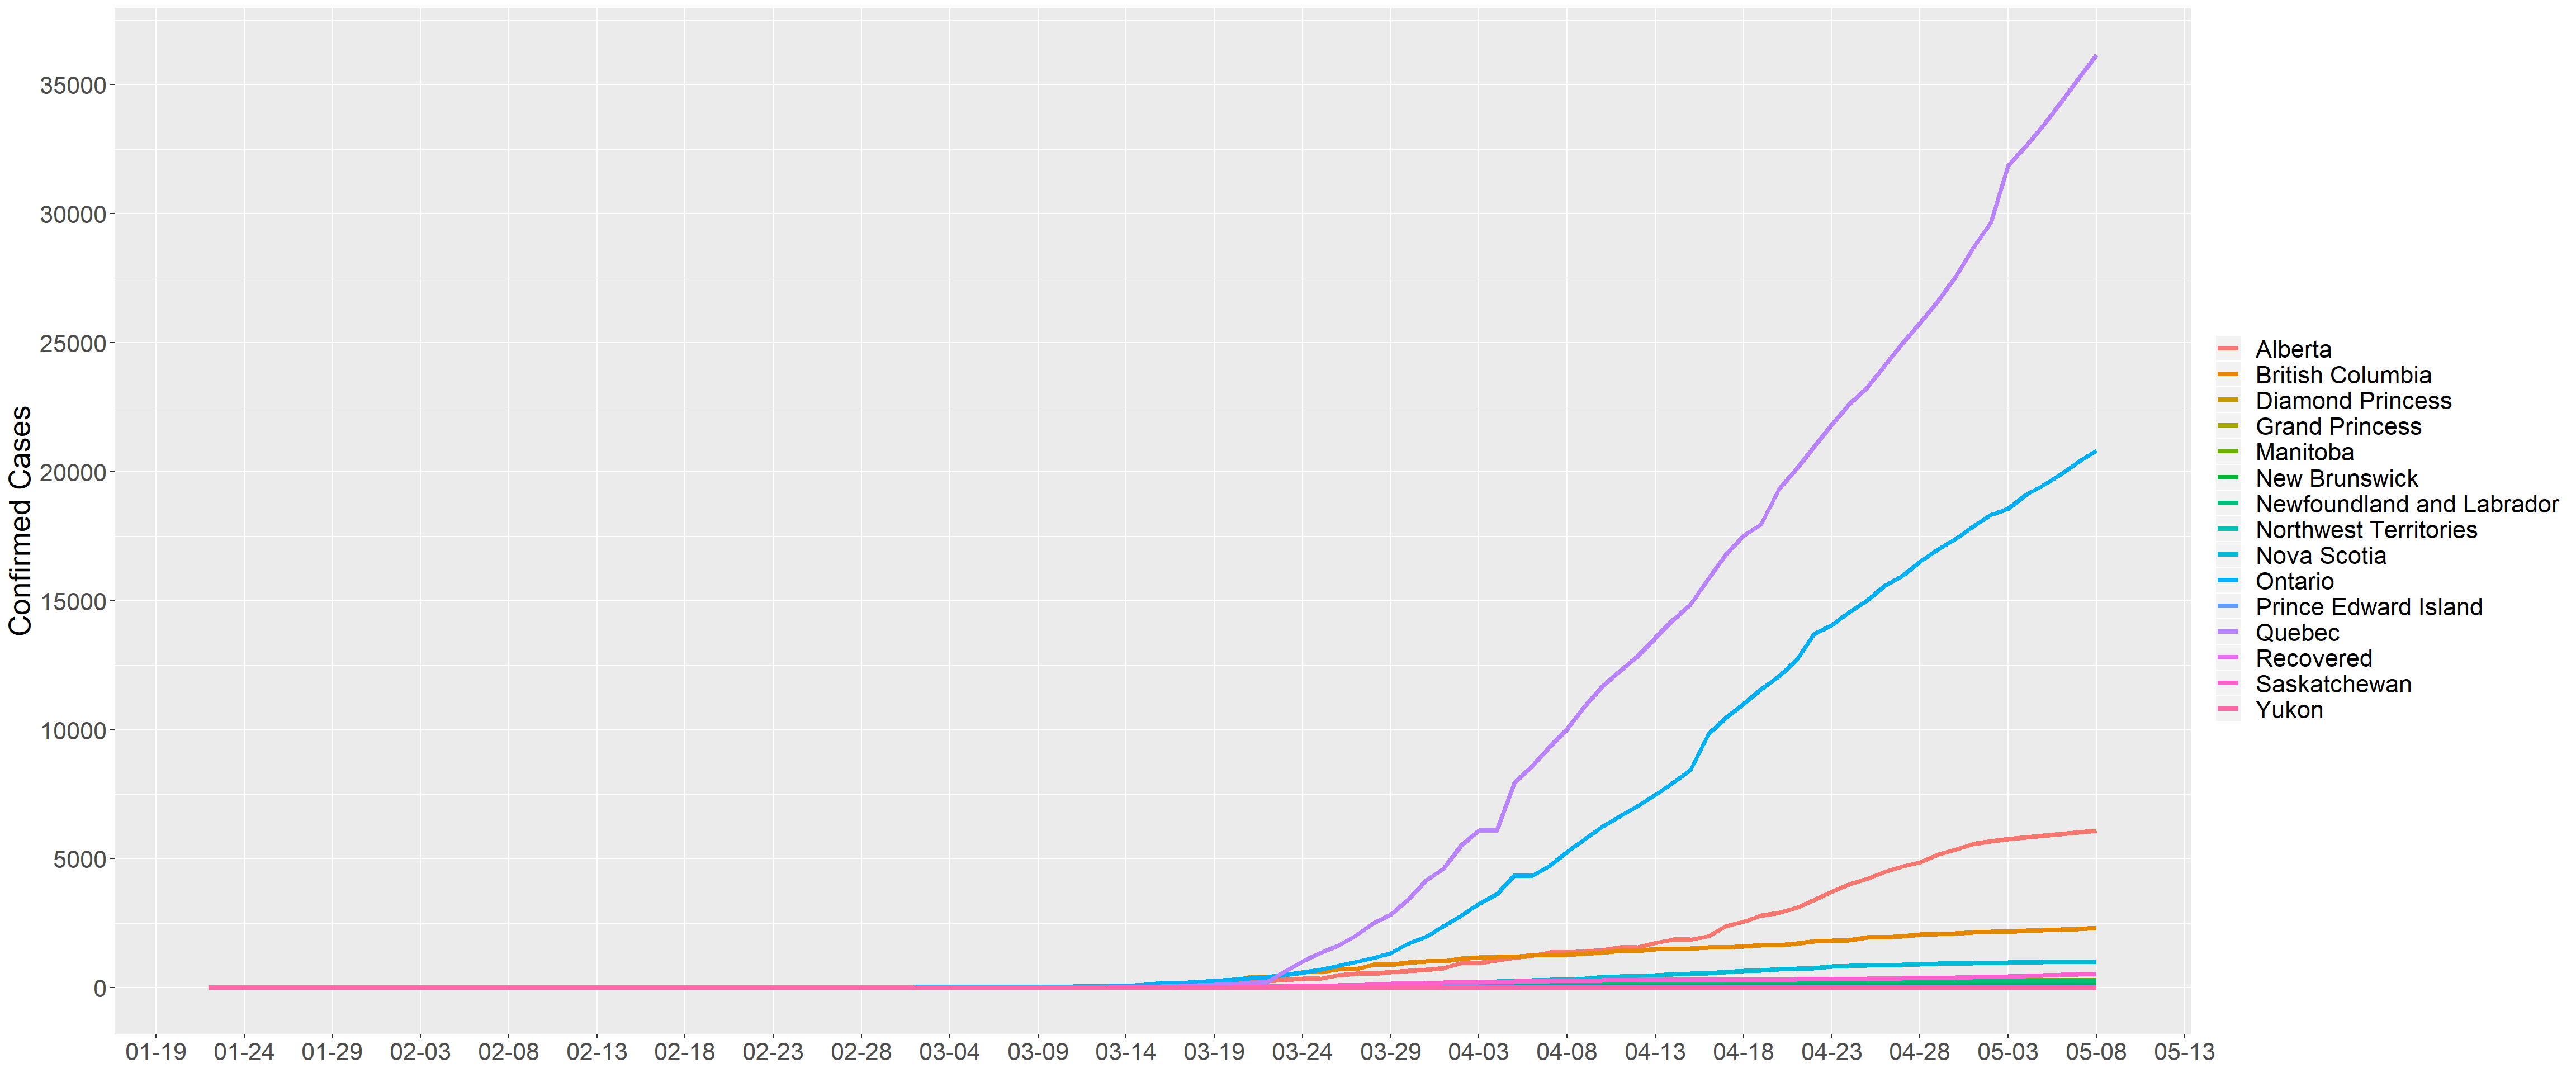 Confirmed Cases
35000
30000
25000
20000
15000
10000
5000
0
01-19 01-24 01-29 02-03 02-08 02-13 02-18 02-23 02-28 03-04 03-09 03-14 03-19 03-24 03-29 04-03 04-08 04-13 04-18 04-23 04-28 05-03 05-08 05-13
Alberta
British Columbia
Diamond Princess
Grand Princess
Manitoba
New Brunswick
Newfoundland and Labrador
Northwest Territories
Nova Scotia
Ontario
Prince Edward Island
Quebec
Recovered
Saskatchewan
Yukon